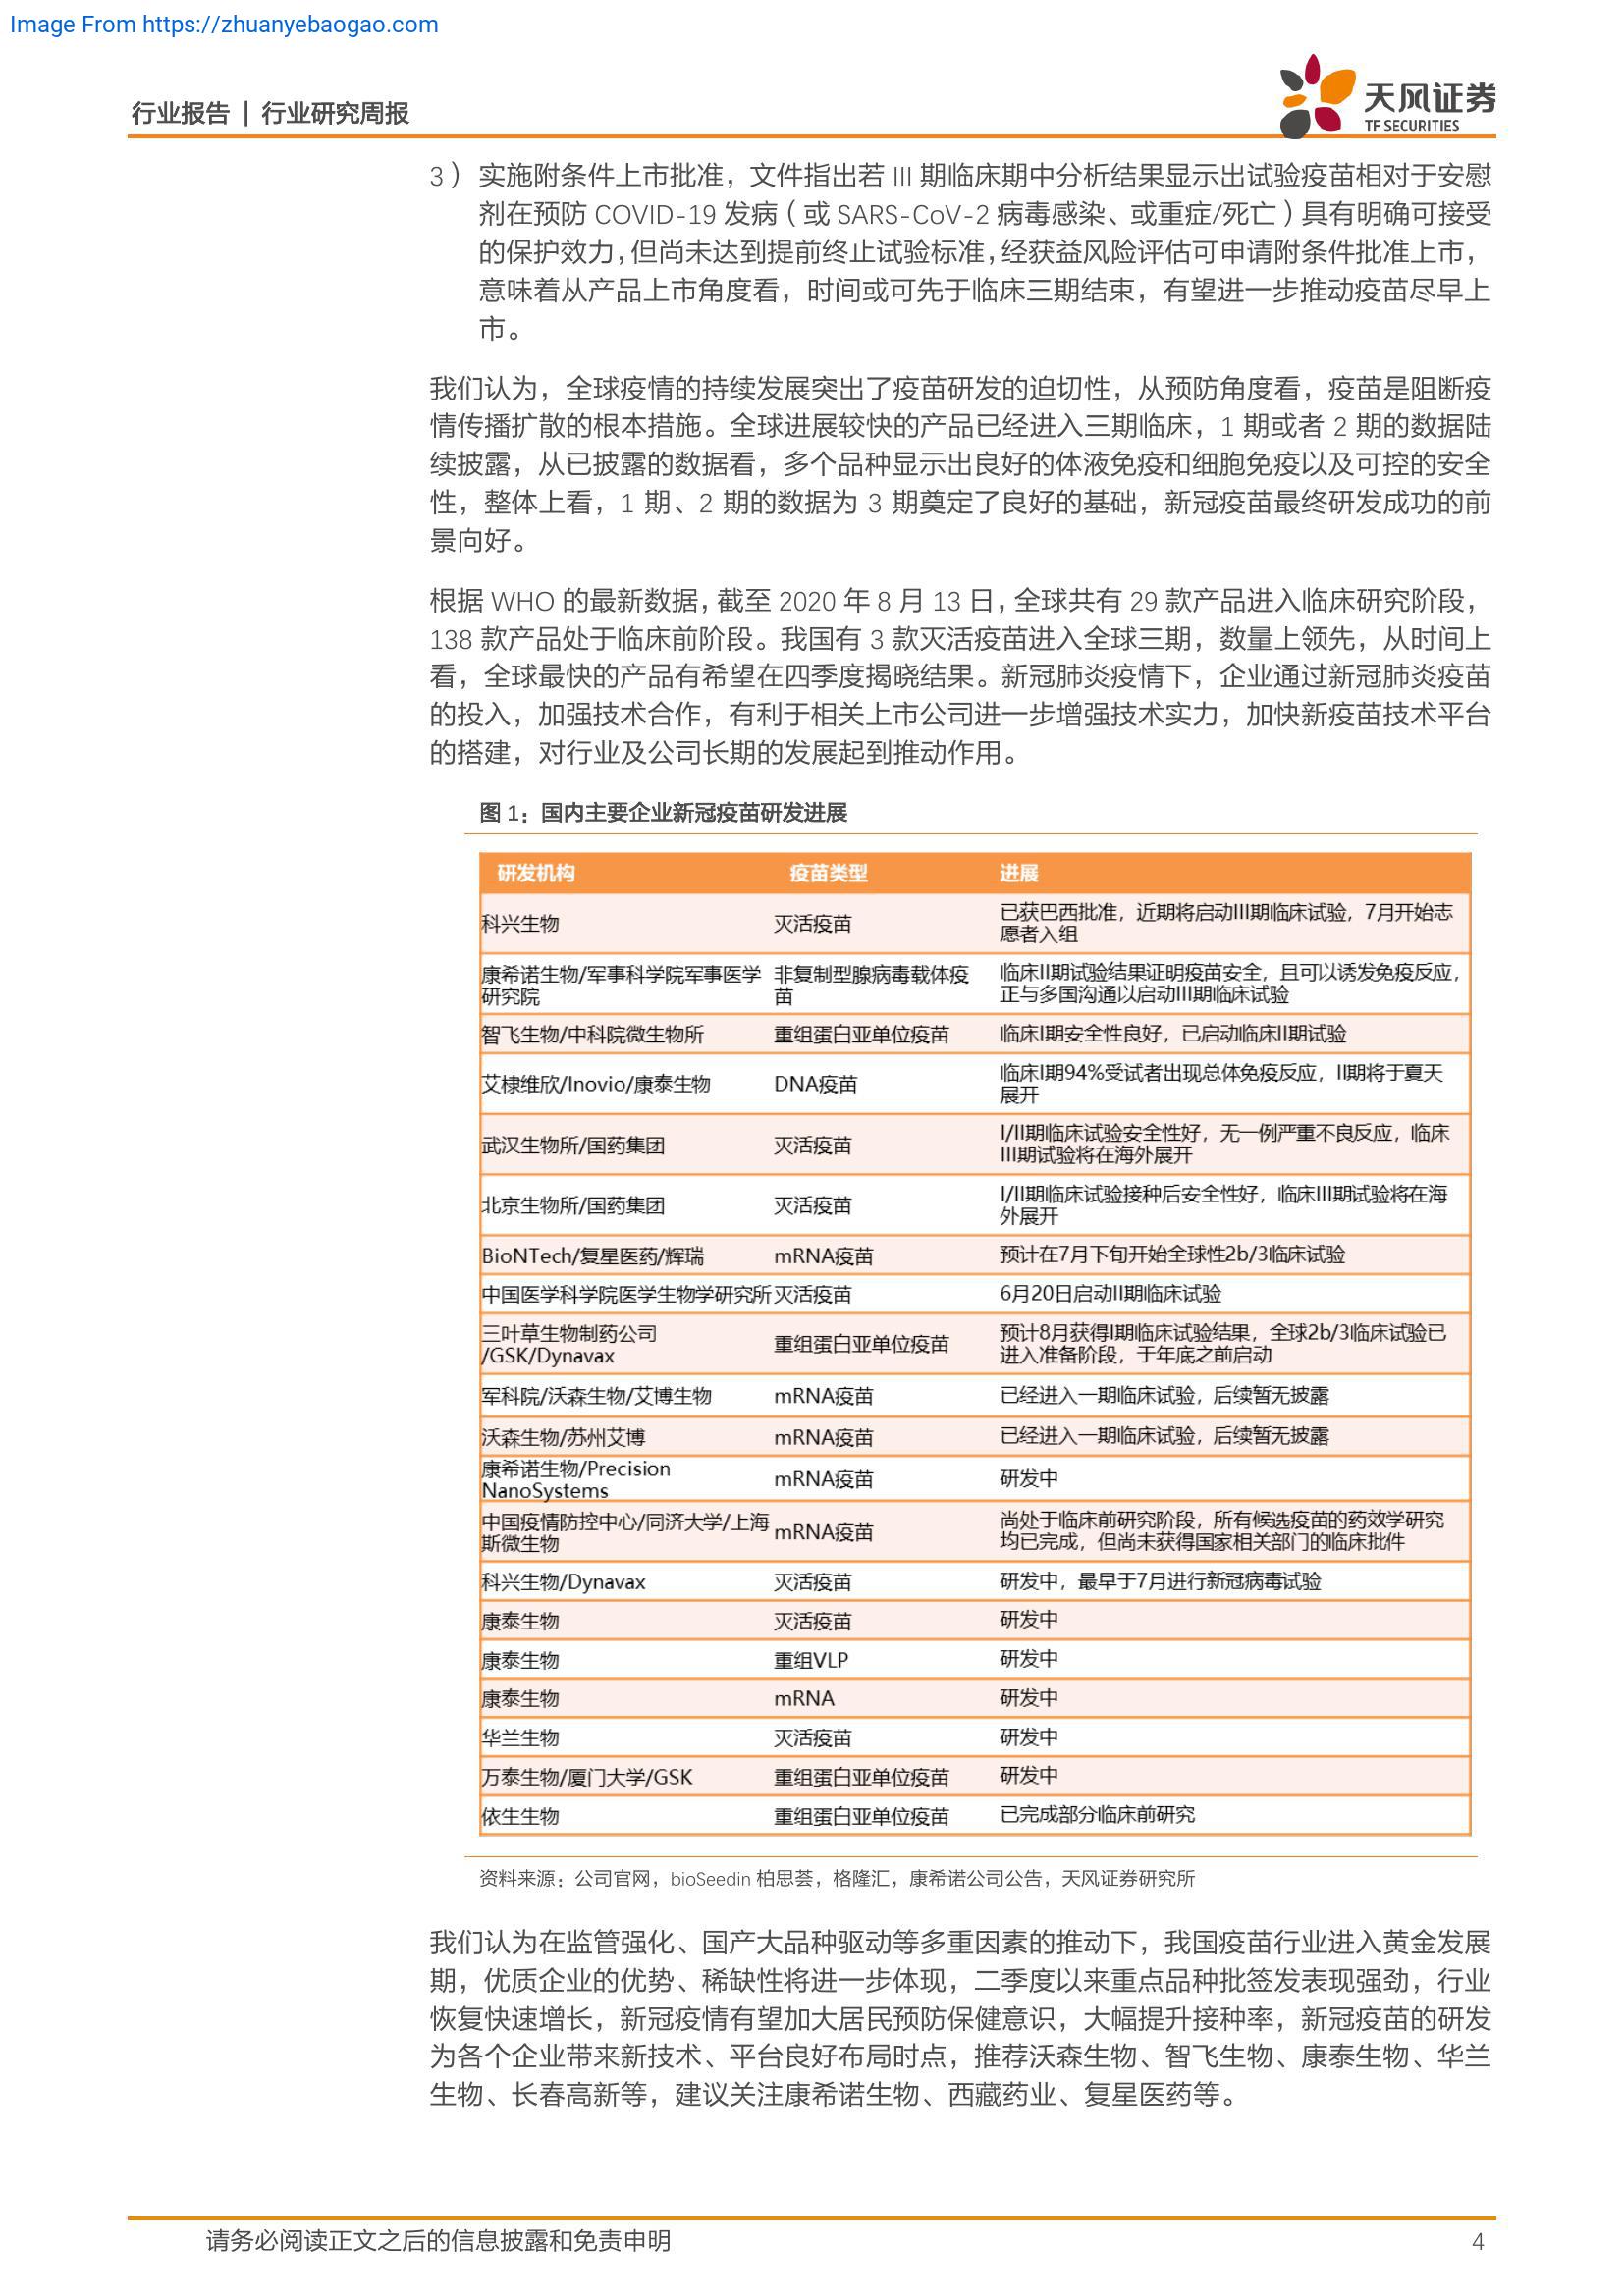 Image From https://zhuanyebaogao.com
行业报告 | 行业研究周报
天风证券
TF SECURITIES
3） 实施附条件上市批准，文件指出若 III 期临床期中分析结果显示出试验疫苗相对于安慰
剂在预防 COVID-19 发病（或 SARS-CoV-2 病毒感染、或重症/死亡）具有明确可接受
的保护效力，但尚未达到提前终止试验标准，经获益风险评估可申请附条件批准上市，
意味着从产品上市角度看，时间或可先于临床三期结束，有望进一步推动疫苗尽早上
市。
我们认为，全球疫情的持续发展突出了疫苗研发的迫切性，从预防角度看，疫苗是阻断疫
情传播扩散的根本措施。全球进展较快的产品已经进入三期临床，1 期或者 2 期的数据陆
续披露，从已披露的数据看，多个品种显示出良好的体液免疫和细胞免疫以及可控的安全
性，整体上看，1 期、2 期的数据为 3 期奠定了良好的基础，新冠疫苗最终研发成功的前
景向好。
根据 WHO 的最新数据，截至 2020 年 8 月 13 日，全球共有 29 款产品进入临床研究阶段，
138 款产品处于临床前阶段。我国有 3 款灭活疫苗进入全球三期，数量上领先，从时间上
看，全球最快的产品有希望在四季度揭晓结果。新冠肺炎疫情下，企业通过新冠肺炎疫苗
的投入，加强技术合作，有利于相关上市公司进一步增强技术实力，加快新疫苗技术平台
的搭建，对行业及公司长期的发展起到推动作用。
图 1：国内主要企业新冠疫苗研发进展
研发机构 疫苗类型 进展
科兴生物 灭活疫苗 已获巴西批准，近期将启动III期临床试验，7月开始志
愿者入组
康希诺生物/军事科学院军事医学 非复制型腺病毒载体疫 临床II期试验结果证明疫苗安全，且可以诱发免疫反应，
研究院 苗 正与多国沟通以启动III期临床试验
智飞生物/中科院微生物所 重组蛋白亚单位疫苗 临床I期安全性良好，已启动临床II期试验
艾棣维欣/Inovio/康泰生物 DNA疫苗 临床I期94%受试者出现总体免疫反应，II期将于夏天
展开
武汉生物所/国药集团 灭活疫苗 I/II期临床试验安全性好，无一例严重不良反应，临床
III期试验将在海外展开
北京生物所/国药集团 灭活疫苗 I/II期临床试验接种后安全性好，临床III期试验将在海
外展开
BioNTech/复星医药/辉瑞 mRNA疫苗 预计在7月下旬开始全球性2b/3临床试验
中国医学科学院医学生物学研究所 灭活疫苗 6月20日启动II期临床试验
三叶草生物制药公司 重组蛋白亚单位疫苗 预计8月获得I期临床试验结果，全球2b/3临床试验已
/GSK/Dynavax 进入准备阶段，于年底之前启动
军科院/沃森生物/艾博生物 mRNA疫苗 已经进入一期临床试验，后续暂无披露
沃森生物/苏州艾博 mRNA疫苗 已经进入一期临床试验，后续暂无披露
康希诺生物/Precision mRNA疫苗 研发中
NanoSystems
中国疫情防控中心/同济大学/上海 mRNA疫苗 尚处于临床前研究阶段，所有候选疫苗的药效学研究
斯微生物 均已完成，但尚未获得国家相关部门的临床批件
科兴生物/Dynavax 灭活疫苗 研发中，最早于7月进行新冠病毒试验
康泰生物 灭活疫苗 研发中
康泰生物 重组VLP 研发中
康泰生物 mRNA 研发中
华兰生物 灭活疫苗 研发中
万泰生物/厦门大学/GSK 重组蛋白亚单位疫苗 研发中
依生生物 重组蛋白亚单位疫苗 已完成部分临床前研究
资料来源：公司官网，bioSeedin 柏思荟，格隆汇，康希诺公司公告，天风证券研究所
我们认为在监管强化、国产大品种驱动等多重因素的推动下，我国疫苗行业进入黄金发展
期，优质企业的优势、稀缺性将进一步体现，二季度以来重点品种批签发表现强劲，行业
恢复快速增长，新冠疫情有望加大居民预防保健意识，大幅提升接种率，新冠疫苗的研发
为各个企业带来新技术、平台良好布局时点，推荐沃森生物、智飞生物、康泰生物、华兰
生物、长春高新等，建议关注康希诺生物、西藏药业、复星医药等。
请务必阅读正文之后的信息披露和免责申明 4